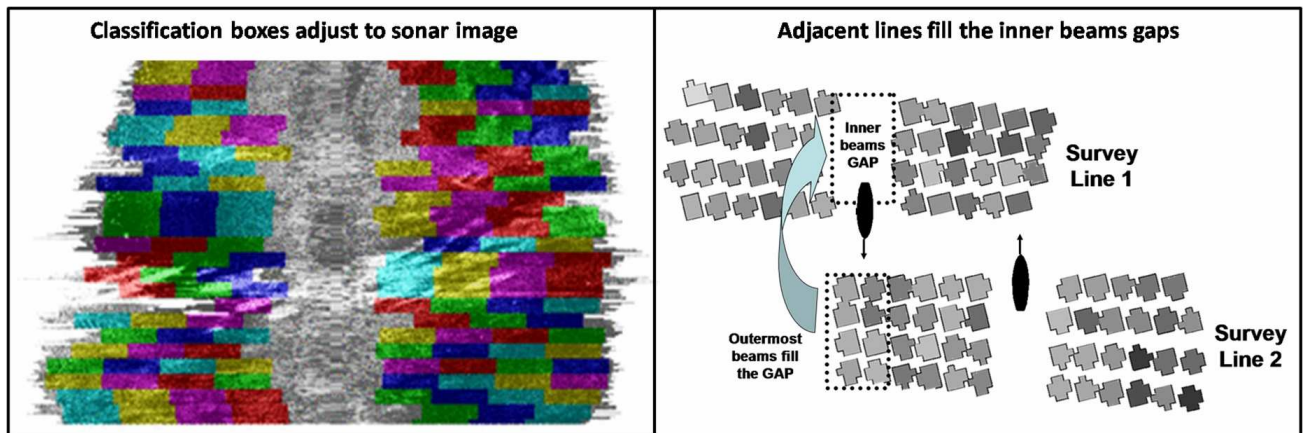 Classification boxes adjust to sonar image
Adjacent lines fill the inner beams gaps
Inner
beams
GAP
Survey
Line 1
Outermost
beams fill
the GAP
Survey
Line 2